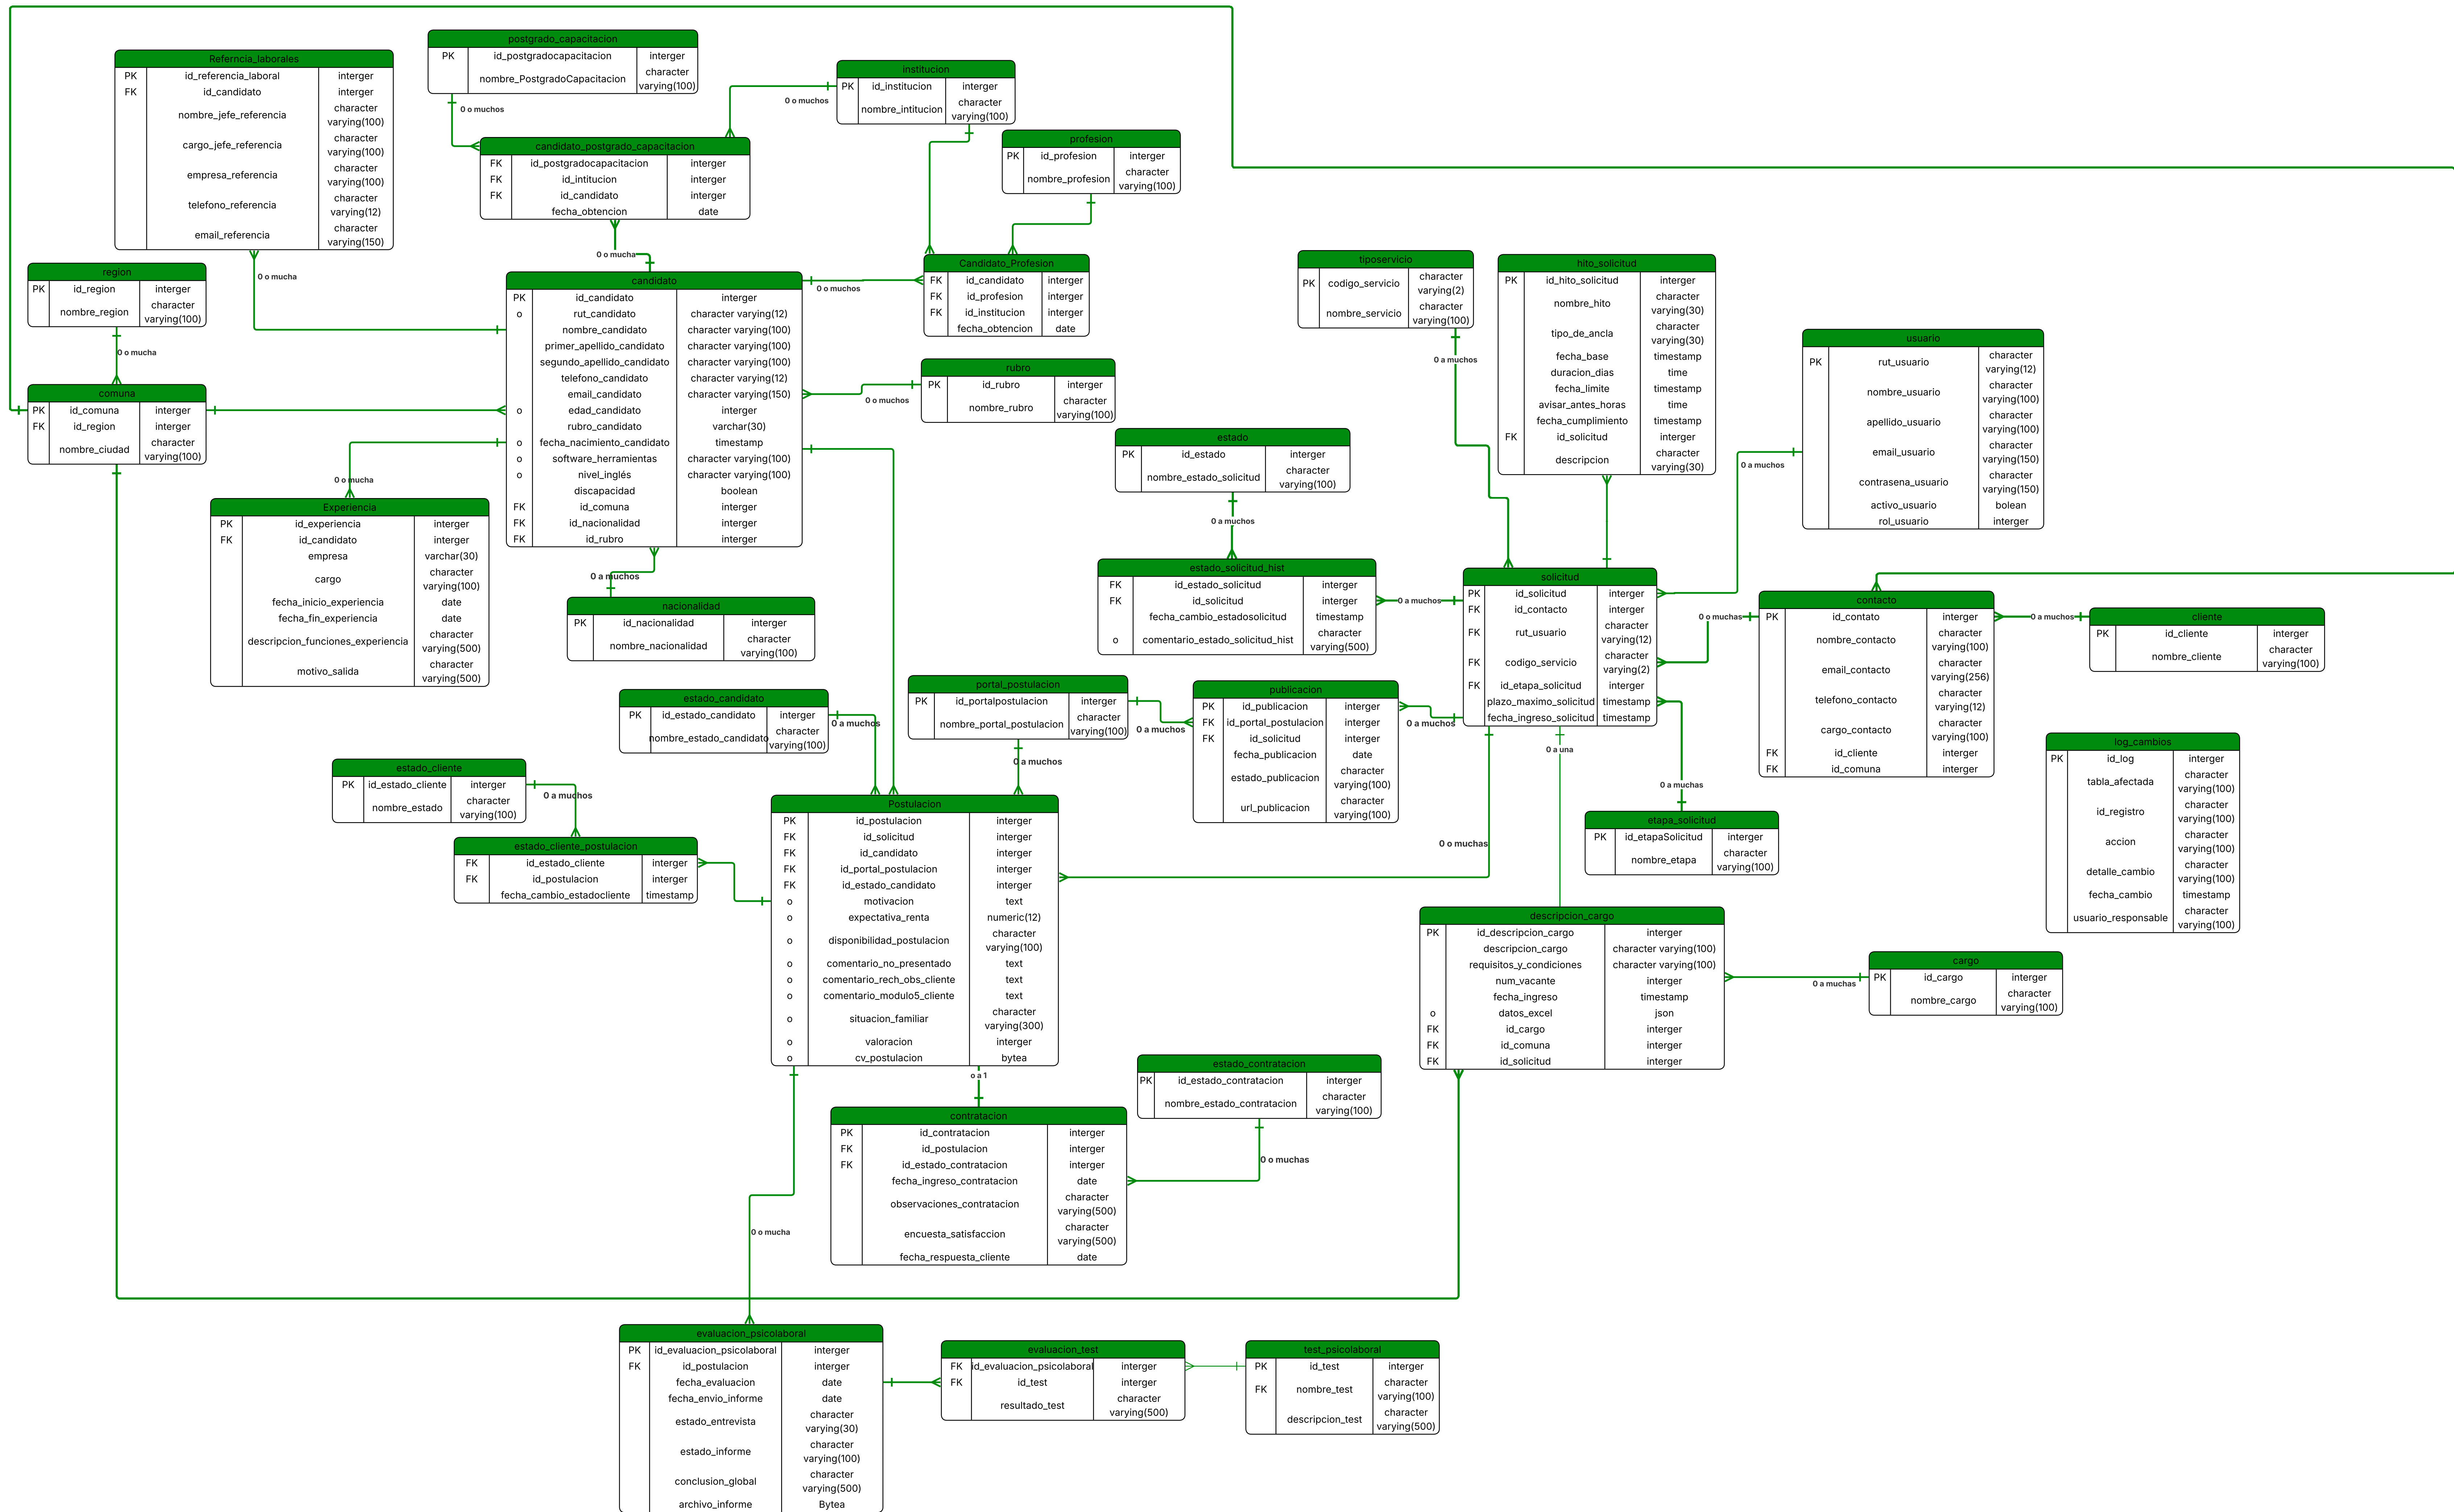 Referncia_laborales
PK id_referencia_laboral interger
FK id_candidato interger
nombre_jefe_referencia character varying(100)
cargo_jefe_referencia character varying(100)
empresa_referencia character varying(100)
telefono_referencia character varying(12)
email_referencia character varying(150)
0 o mucha
postgrado_capacitacion
PK id_postgradocapacitacion interger
nombre_PostgradoCapacitacion character varying(100)
0 o muchos
institucion
PK id_institucion interger
nombre_intitucion character varying(100)
0 o muchos
candidato_postgrado_capacitacion
FK id_postgradocapacitacion interger
FK id_intitucion interger
FK id_candidato interger
fecha_obtencion date
0 o mucha
profesion
PK id_profesion interger
nombre_profesion character varying(100)
Candidato_Profesion
FK id_candidato interger
FK id_profesion interger
FK id_institucion interger
fecha_obtencion date
0 o muchos
region
PK id_region interger
nombre_region character varying(100)
0 o mucha
comuna
PK id_comuna interger
FK id_region interger
nombre_ciudad character varying(100)
candidato
PK id_candidato interger
o rut_candidato character varying(12)
nombre_candidato character varying(100)
primer_apellido_candidato character varying(100)
segundo_apellido_candidato character varying(100)
telefono_candidato character varying(12)
email_candidato character varying(150)
o edad_candidato interger
rubro_candidato varchar(30)
o fecha_nacimiento_candidato timestamp
o software_herramientas character varying(100)
o nivel_inglés character varying(100)
discapacidad boolean
FK id_comuna interger
FK id_nacionalidad interger
FK id_rubro interger
rubro
PK id_rubro interger
nombre_rubro character varying(100)
0 o muchos
tiposervicio
PK codigo_servicio character varying(2)
nombre_servicio character varying(100)
0 a muchos
hito_solicitud
PK id_hito_solicitud interger
nombre_hito character varying(30)
tipo_de_ancla character varying(30)
fecha_base timestamp
duracion_dias time
fecha_limite timestamp
avisar_antes_horas time
fecha_cumplimiento timestamp
FK id_solicitud interger
descripcion character varying(30)
usuario
PK rut_usuario character varying(12)
nombre_usuario character varying(100)
apellido_usuario character varying(100)
email_usuario character varying(150)
contrasena_usuario character varying(150)
activo_usuario bolean
rol_usuario interger
0 a muchos
estado
PK id_estado interger
nombre_estado_solicitud character varying(100)
0 a muchos
0 o mucha
Experiencia
PK id_experiencia interger
FK id_candidato interger
empresa varchar(30)
cargo character varying(100)
fecha_inicio_experiencia date
fecha_fin_experiencia date
descripcion_funciones_experiencia character varying(500)
motivo_salida character varying(500)
0 a muchos
nacionalidad
PK id_nacionalidad interger
nombre_nacionalidad character varying(100)
estado_solicitud_hist
FK id_estado_solicitud interger
FK id_solicitud interger
fecha_cambio_estadosolicitud timestamp
o comentario_estado_solicitud_hist character varying(500)
0 a muchos
solicitud
PK id_solicitud interger
FK id_contacto interger
FK rut_usuario character varying(12)
FK codigo_servicio character varying(2)
FK id_etapa_solicitud interger
plazo_maximo_solicitud timestamp
fecha_ingreso_solicitud timestamp
0 o muchas
contacto
PK id_contato interger
nombre_contacto character varying(100)
email_contacto character varying(256)
telefono_contacto character varying(12)
cargo_contacto character varying(100)
FK id_cliente interger
FK id_comuna interger
0 a muchas
cliente
PK id_cliente interger
nombre_cliente character varying(100)
estado_candidato
PK id_estado_candidato interger
nombre_estado_candidato character varying(100)
0 a muchos
portal_postulacion
PK id_portalpostulacion interger
nombre_portal_postulacion character varying(100)
0 a muchos
0 a muchos
publicacion
PK id_publicacion interger
FK id_portal_postulacion interger
FK id_solicitud interger
fecha_publicacion date
estado_publicacion character varying(100)
url_publicacion character varying(100)
0 a muchos
0 a una
0 a muchas
etapa_solicitud
PK id_etapaSolicitud interger
nombre_etapa character varying(100)
log_cambios
PK id_log interger
tabla_afectada character varying(100)
id_registro character varying(100)
accion character varying(100)
detalle_cambio character varying(100)
fecha_cambio timestamp
usuario_responsable character varying(100)
estado_cliente
PK id_estado_cliente interger
nombre_estado character varying(100)
0 a muchos
estado_cliente_postulacion
FK id_estado_cliente interger
FK id_postulacion interger
fecha_cambio_estadocliente timestamp
Postulacion
PK id_postulacion interger
FK id_solicitud interger
FK id_candidato interger
FK id_portal_postulacion interger
FK id_estado_candidato interger
o motivacion text
o expectativa_renta numeric(12)
o disponibilidad_postulacion character varying(100)
o comentario_no_presentado text
o comentario_rech_obs_cliente text
o comentario_modulo5_cliente text
o situacion_familiar character varying(300)
o valoracion interger
o cv_postulacion bytea
0 o muchas
descripcion_cargo
PK id_descripcion_cargo interger
descripcion_cargo character varying(100)
requisitos_y_condiciones character varying(100)
num_vacante interger
fecha_ingreso timestamp
o datos_excel json
FK id_cargo interger
FK id_comuna interger
FK id_solicitud interger
0 a muchas
cargo
PK id_cargo interger
nombre_cargo character varying(100)
o a 1
contratacion
PK id_contratacion interger
FK id_postulacion interger
FK id_estado_contratacion interger
fecha_ingreso_contratacion date
observaciones_contratacion character varying(500)
encuesta_satisfaccion character varying(500)
fecha_respuesta_cliente date
estado_contratacion
PK id_estado_contratacion interger
nombre_estado_contratacion character varying(100)
0 o muchas
0 o mucha
evaluacion_psicolaboral
PK id_evaluacion_psicolaboral interger
FK id_postulacion interger
fecha_evaluacion date
fecha_envio_informe date
estado_entrevista character varying(30)
estado_informe character varying(100)
conclusion_global character varying(500)
archivo_informe Bytea
evaluacion_test
FK id_evaluacion_psicolaboral interger
FK id_test interger
resultado_test character varying(500)
test_psicolaboral
PK id_test interger
FK nombre_test character varying(100)
descripcion_test character varying(500)